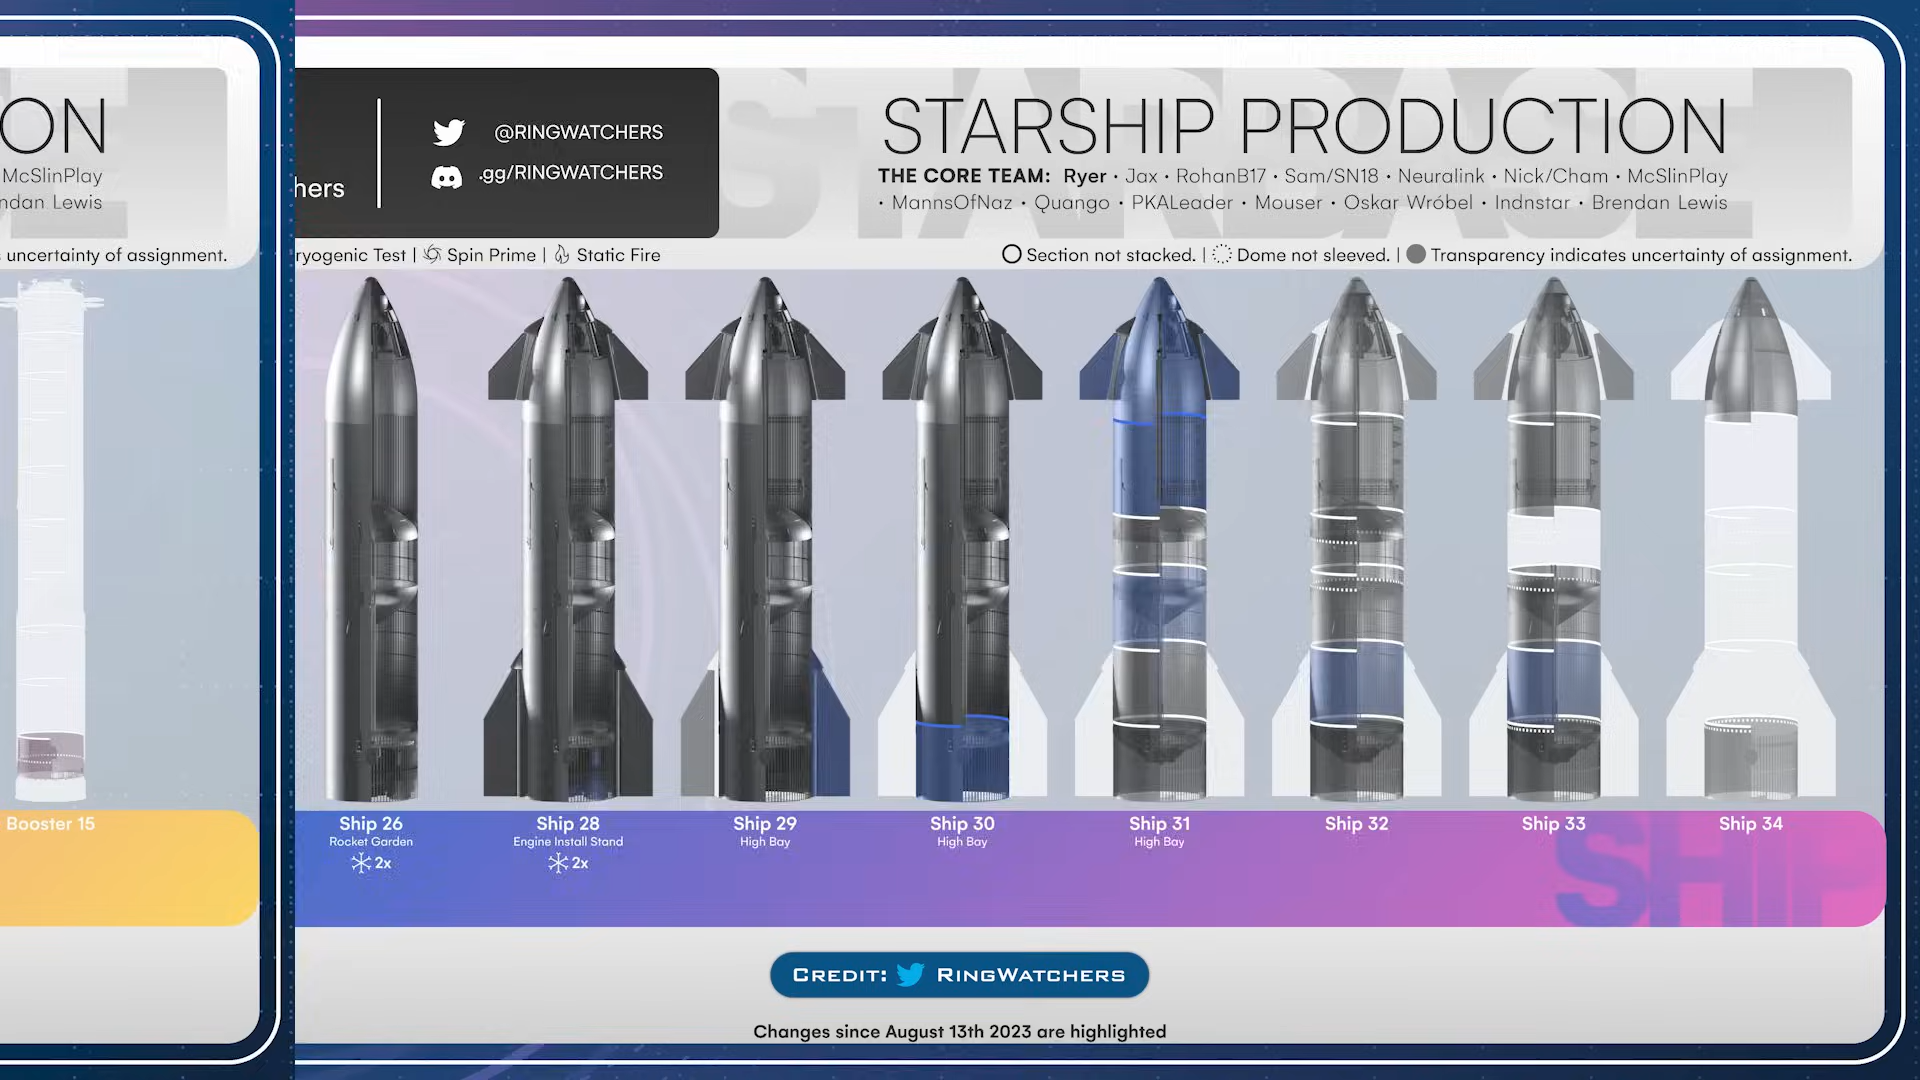 ON
McSlinPlay
ndan Lewis
uncertainty of assignment.
Booster 15
hers
@RINGWATCHERS
.gg/RINGWATCHERS
STARBASE
STARSHIP PRODUCTION
THE CORE TEAM: Ryer • Jax • RohanB17 • Sam/SN18 • Neuralink • Nick/Cham • McSlinPlay
• MannsOfNaz • Quango • PKALeader • Mouser • Oskar Wróbel • Indnstar • Brendan Lewis
ryogenic Test | Spin Prime | Static Fire
Section not stacked. | Dome not sleeved. | Transparency indicates uncertainty of assignment.
Ship 26
Rocket Garden
2x
Ship 28
Engine Install Stand
2x
Ship 29
High Bay
Ship 30
High Bay
Ship 31
High Bay
Ship 32
Ship 33
Ship 34
SHIP
CREDIT: RINGWATCHERS
Changes since August 13th 2023 are highlighted